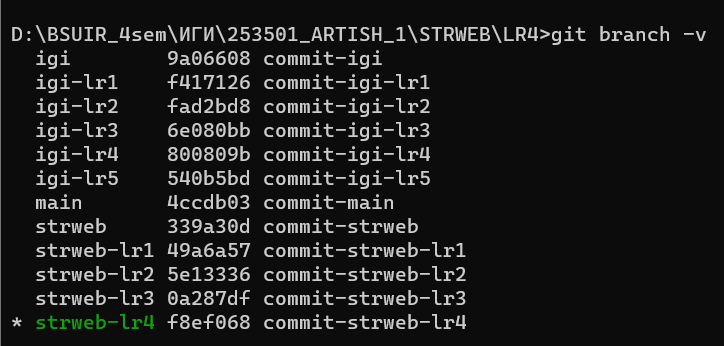 D:\BSUIR_4sem\ИГИ\253501_ARTISH_1\STRWEB\LR4>git branch -v
  igi        9a06608 commit-igi
  igi-lr1    f417126 commit-igi-lr1
  igi-lr2    fad2bd8 commit-igi-lr2
  igi-lr3    6e080bb commit-igi-lr3
  igi-lr4    800809b commit-igi-lr4
  igi-lr5    540b5bd commit-igi-lr5
  main       4ccdb03 commit-main
  strweb     339a30d commit-strweb
  strweb-lr1 49a6a57 commit-strweb-lr1
  strweb-lr2 5e13336 commit-strweb-lr2
  strweb-lr3 0a287df commit-strweb-lr3
* strweb-lr4 f8ef068 commit-strweb-lr4